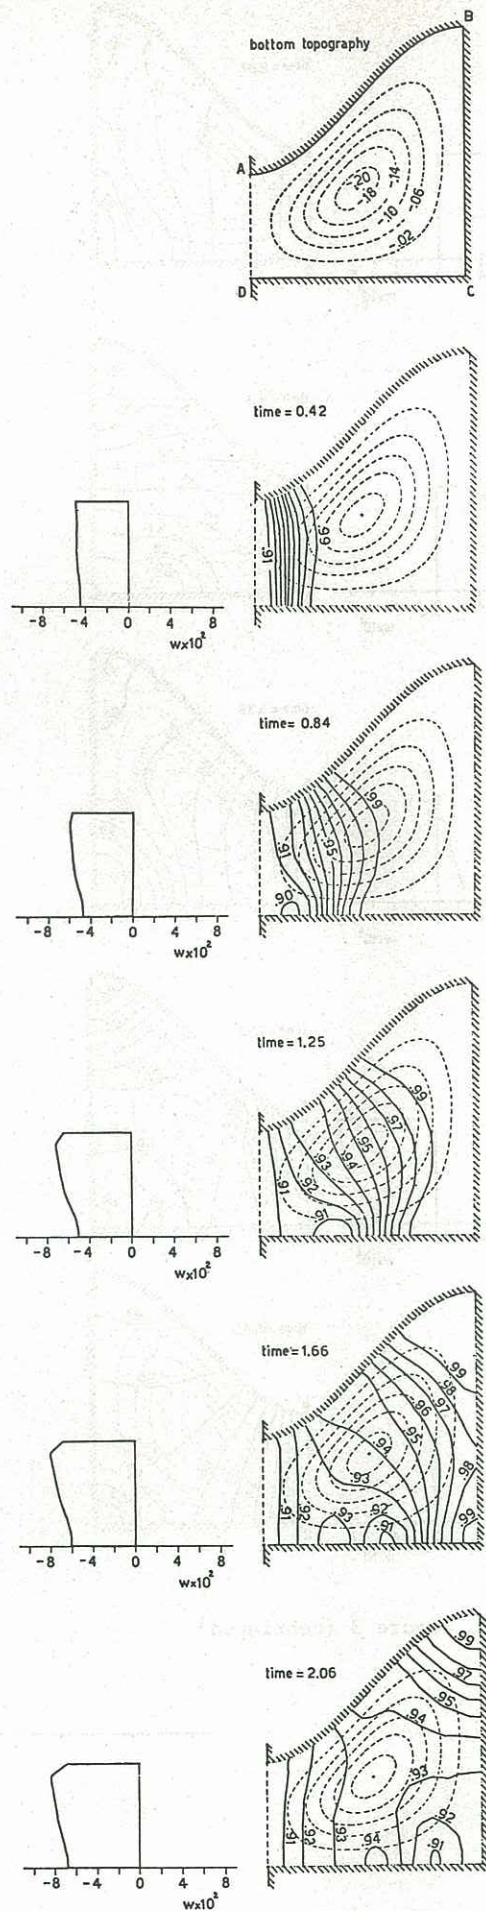 B
bottom topography
A
-.20
-.18
-.14
-.10
-.06
-.02
D
C
time = 0.42
.91
.99
-8 -4 0 4 8
wx10²
time = 0.84
.99
.95
.91
.90
-8 -4 0 4 8
wx10²
time = 1.25
.99
.97
.95
.94
.93
.92
.91
.91
-8 -4 0 4 8
wx10²
time = 1.66
.99
.98
.97
.96
.95
.94
.93
.98
.91
.92
.93
.92
.91
.99
-8 -4 0 4 8
wx10²
time = 2.06
.99
.97
.95
.94
.93
.92
.91
.92
.93
.94
.91
-8 -4 0 4 8
wx10²